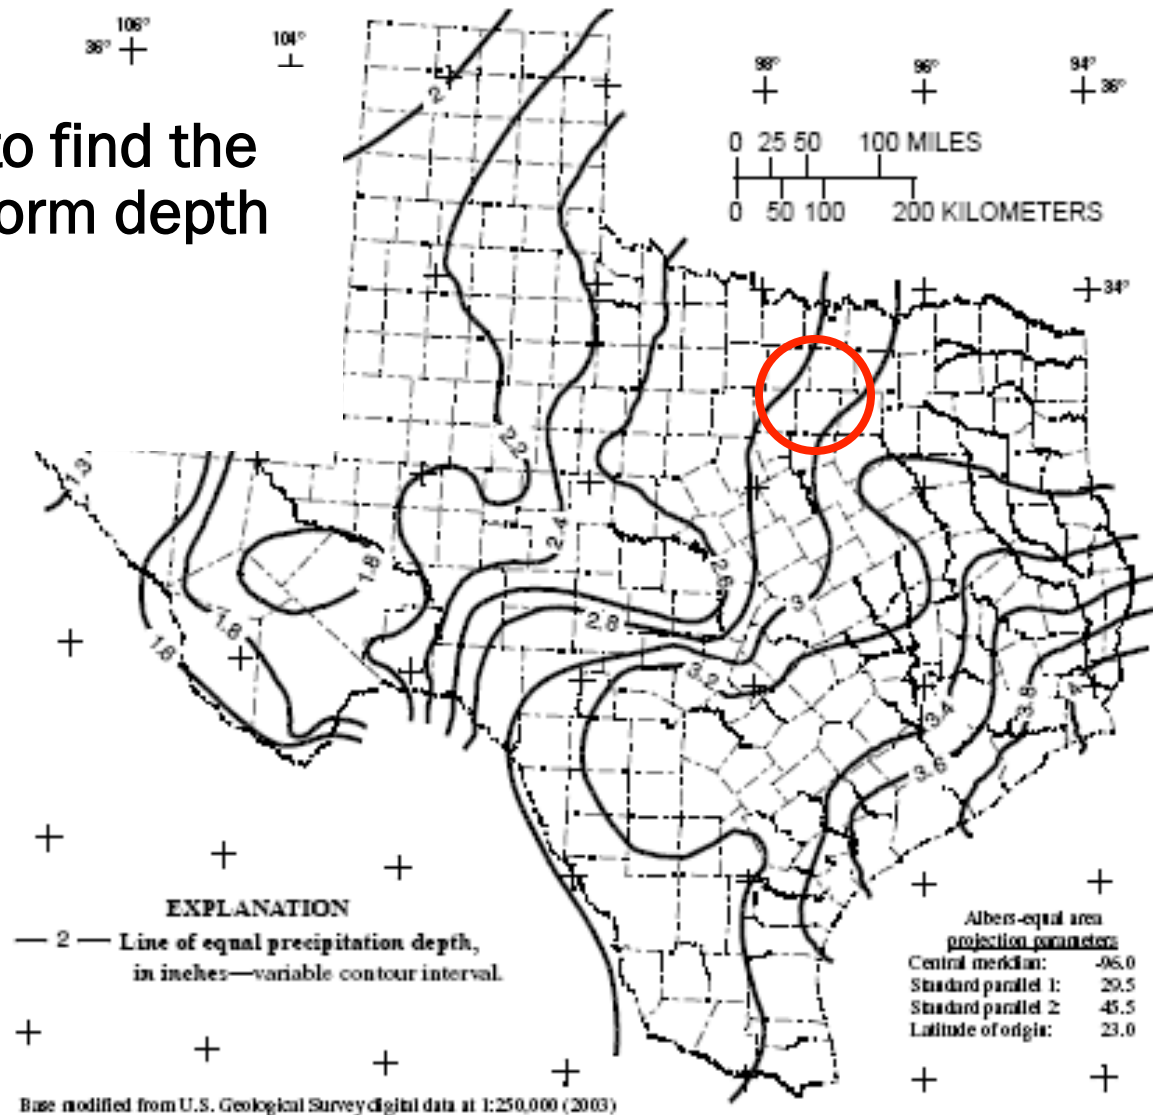 106°
36°
104°
98°
96°
94°
36°
to find the
orm depth
0 25 50 100 MILES
0 50 100 200 KILOMETERS
34°
2
2.2
2.4
2.6
2.8
3
3.2
3.4
3.6
3.8
4
1.3
1.8
1.8
1.8
EXPLANATION
2 Line of equal precipitation depth,
in inches—variable contour interval.
Albers-equal area
projection parameters
Central meridian: -96.0
Standard parallel 1: 29.5
Standard parallel 2: 45.5
Latitude of origin: 23.0
Base modified from U.S. Geological Survey digital data at 1:250,000 (2003)